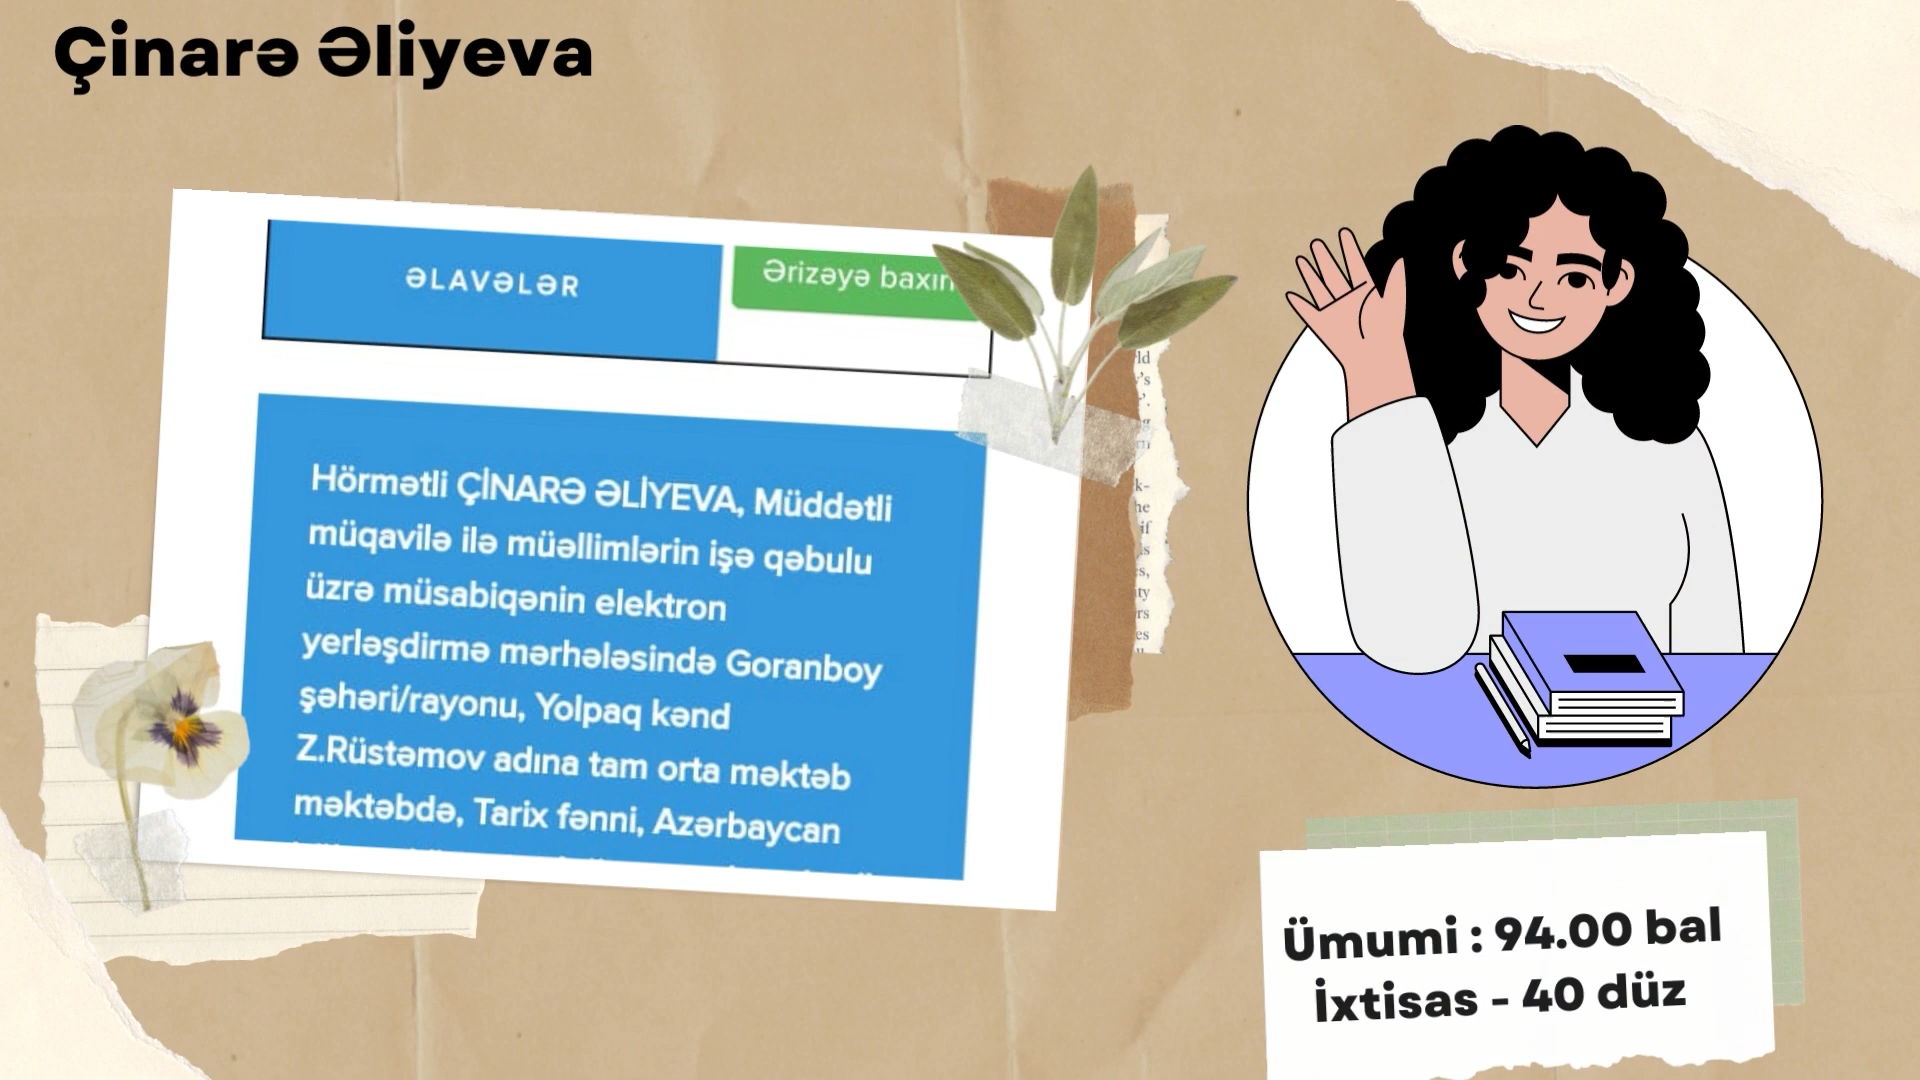 Çinarə Əliyeva
ƏLAVƏLƏR
Ərizəyə baxın
Hörmətli ÇİNARƏ ƏLİYEVA, Müddətli
müqavilə ilə müəllimlərin işə qəbulu
üzrə müsabiqənin elektron
yerləşdirmə mərhələsində Goranboy
şəhəri/rayonu, Yolpaq kənd
Z.Rüstəmov adına tam orta məktəb
məktəbdə, Tarix fənni, Azərbaycan
Ümumi : 94.00 bal
İxtisas - 40 düz